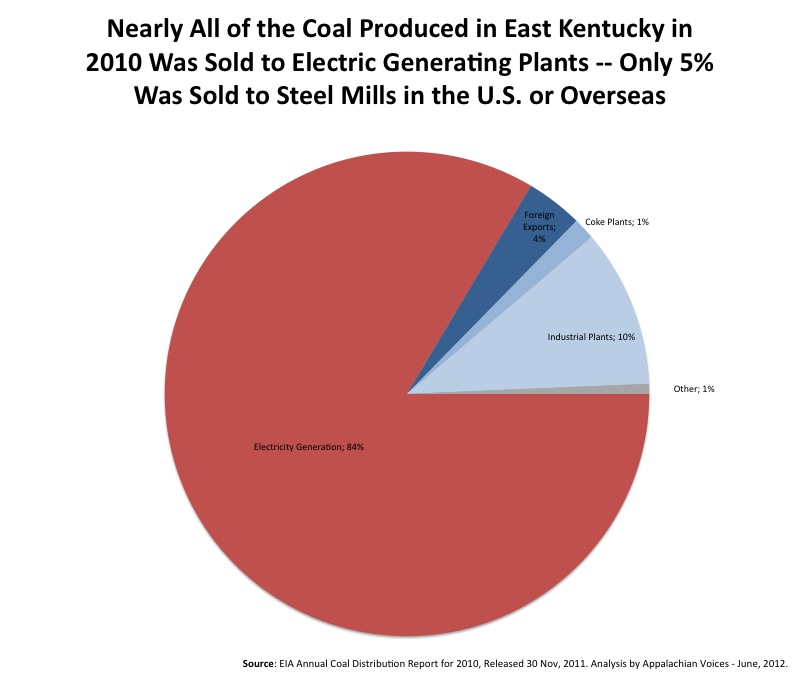 Nearly All of the Coal Produced in East Kentucky in
2010 Was Sold to Electric Generating Plants -- Only 5%
Was Sold to Steel Mills in the U.S. or Overseas
Foreign
Exports;
4%
Coke Plants; 1%
Industrial Plants; 10%
Other; 1%
Electricity Generation; 84%
Source: EIA Annual Coal Distribution Report for 2010, Released 30 Nov, 2011. Analysis by Appalachian Voices - June, 2012.